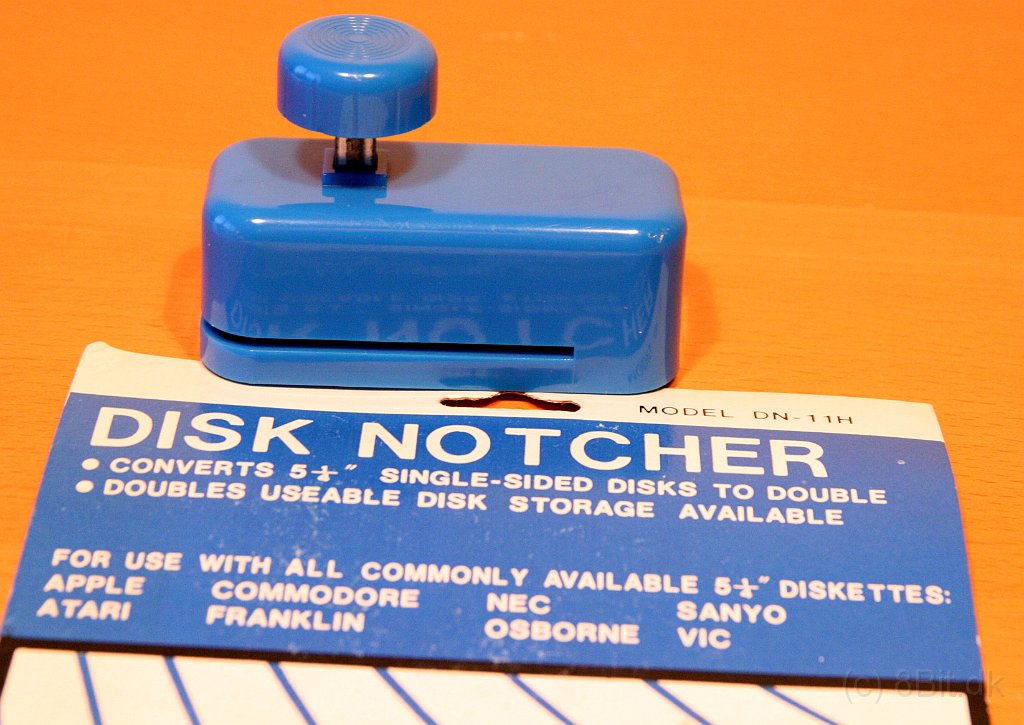 MODEL DN-11H
DISK NOTCHER
• CONVERTS 5¼" SINGLE-SIDED DISKS TO DOUBLE
• DOUBLES USEABLE DISK STORAGE AVAILABLE
FOR USE WITH ALL COMMONLY AVAILABLE 5¼" DISKETTES:
APPLE COMMODORE NEC SANYO
ATARI FRANKLIN OSBORNE VIC
(c) 8Bit.dk